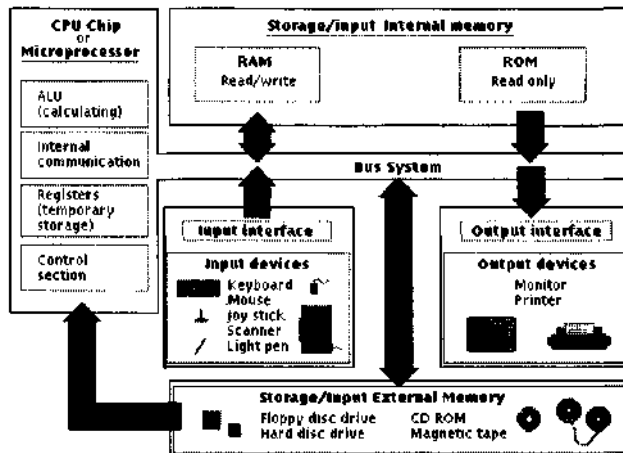 CPU Chip
or
Microprocessor
ALU
(calculating)
Internal
communication
Registers
(temporary
storage)
Control
section
Storage/input Internal memory
RAM
Read/write
ROM
Read only
Bus System
Input interface
Input devices
Keyboard
Mouse
Joy stick
Scanner
Light pen
Output interface
Output devices
Monitor
Printer
Storage/Input External Memory
Floppy disc drive
Hard disc drive
CD ROM
Magnetic tape